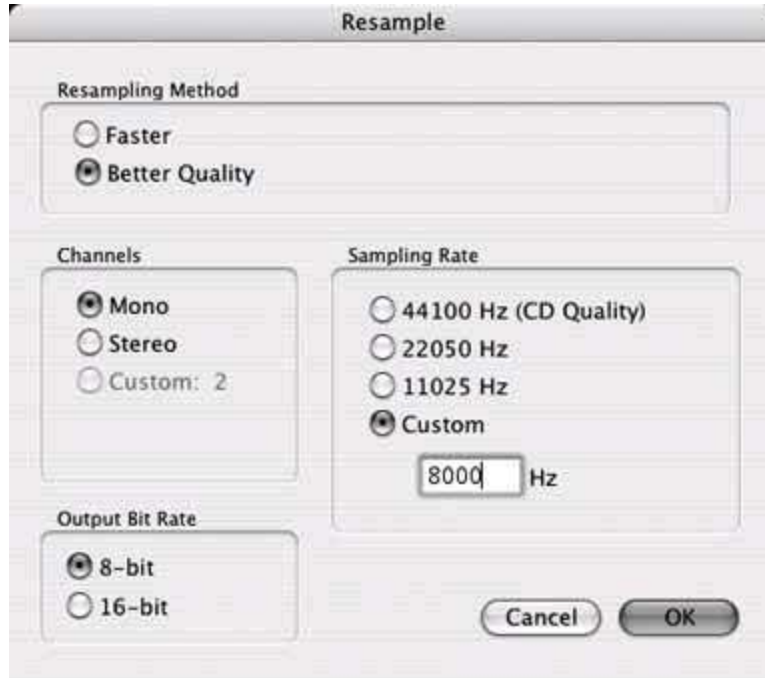 Resample
Resampling Method
Faster
Better Quality
Channels
Mono
Stereo
Custom: 2
Sampling Rate
44100 Hz (CD Quality)
22050 Hz
11025 Hz
Custom
8000 Hz
Output Bit Rate
8-bit
16-bit
Cancel OK